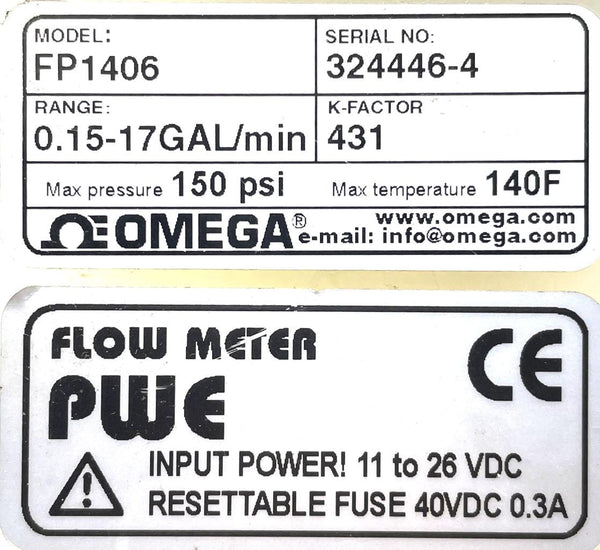 MODEL: SERIAL NO:
FP1406 324446-4
RANGE: K-FACTOR
0.15-17GAL/min 431
Max pressure 150 psi Max temperature 140F
OMEGA® www.omega.com
e-mail: info@omega.com
FLOW METER CE
PWE
INPUT POWER! 11 to 26 VDC
RESETTABLE FUSE 40VDC 0.3A